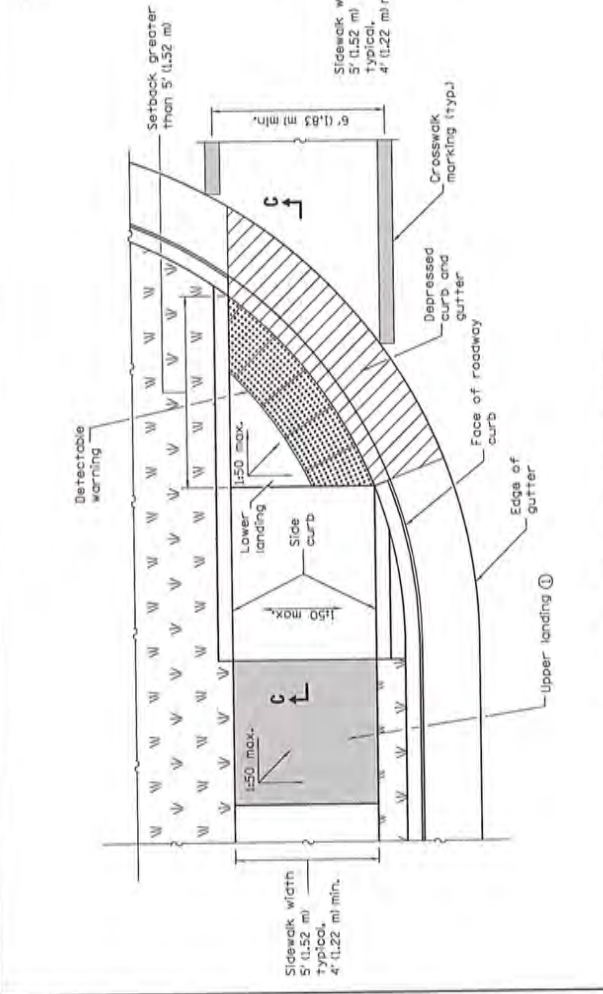 Setback greater
than 5' (1.52 m)
Detectable
warning
6' (1.83 m) min.
Sidewalk w
5' (1.52 m)
typical.
4' (1.22 m) m
C
1:50 max.
Lower
landing
Side
curb
1:50 max.
Crosswalk
marking (typ.)
Depressed
curb and
gutter
Face of roadway
curb
Edge of
gutter
C
1:50 max.
Upper landing ①
Sidewalk width
5' (1.52 m)
typical.
4' (1.22 m) min.